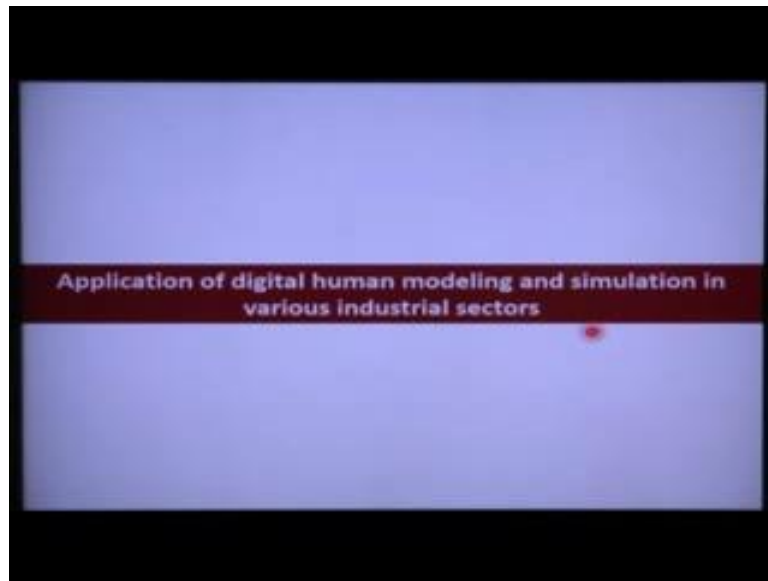 Application of digital human modeling and simulation in
various industrial sectors